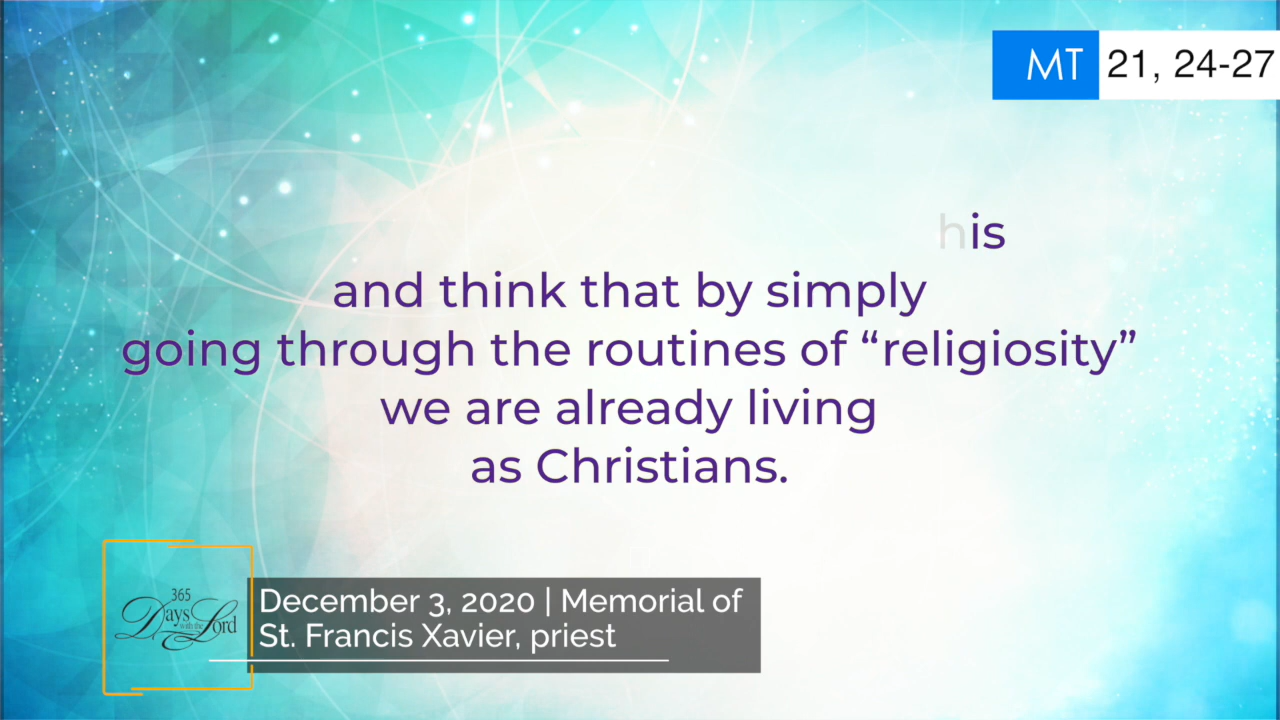 MT 21, 24-27
his
and think that by simply
going through the routines of “religiosity”
we are already living
as Christians.
365
Days with the Lord
December 3, 2020 | Memorial of
St. Francis Xavier, priest